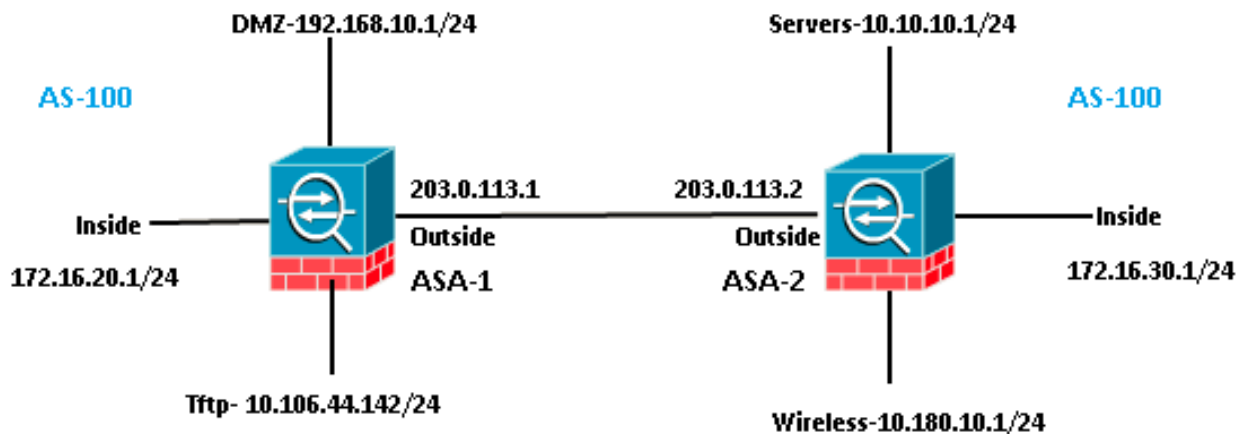 DMZ-192.168.10.1/24
Servers-10.10.10.1/24
AS-100
AS-100
203.0.113.1
203.0.113.2
Inside
Outside
Outside
Inside
172.16.20.1/24
ASA-1
ASA-2
172.16.30.1/24
Tftp- 10.106.44.142/24
Wireless-10.180.10.1/24